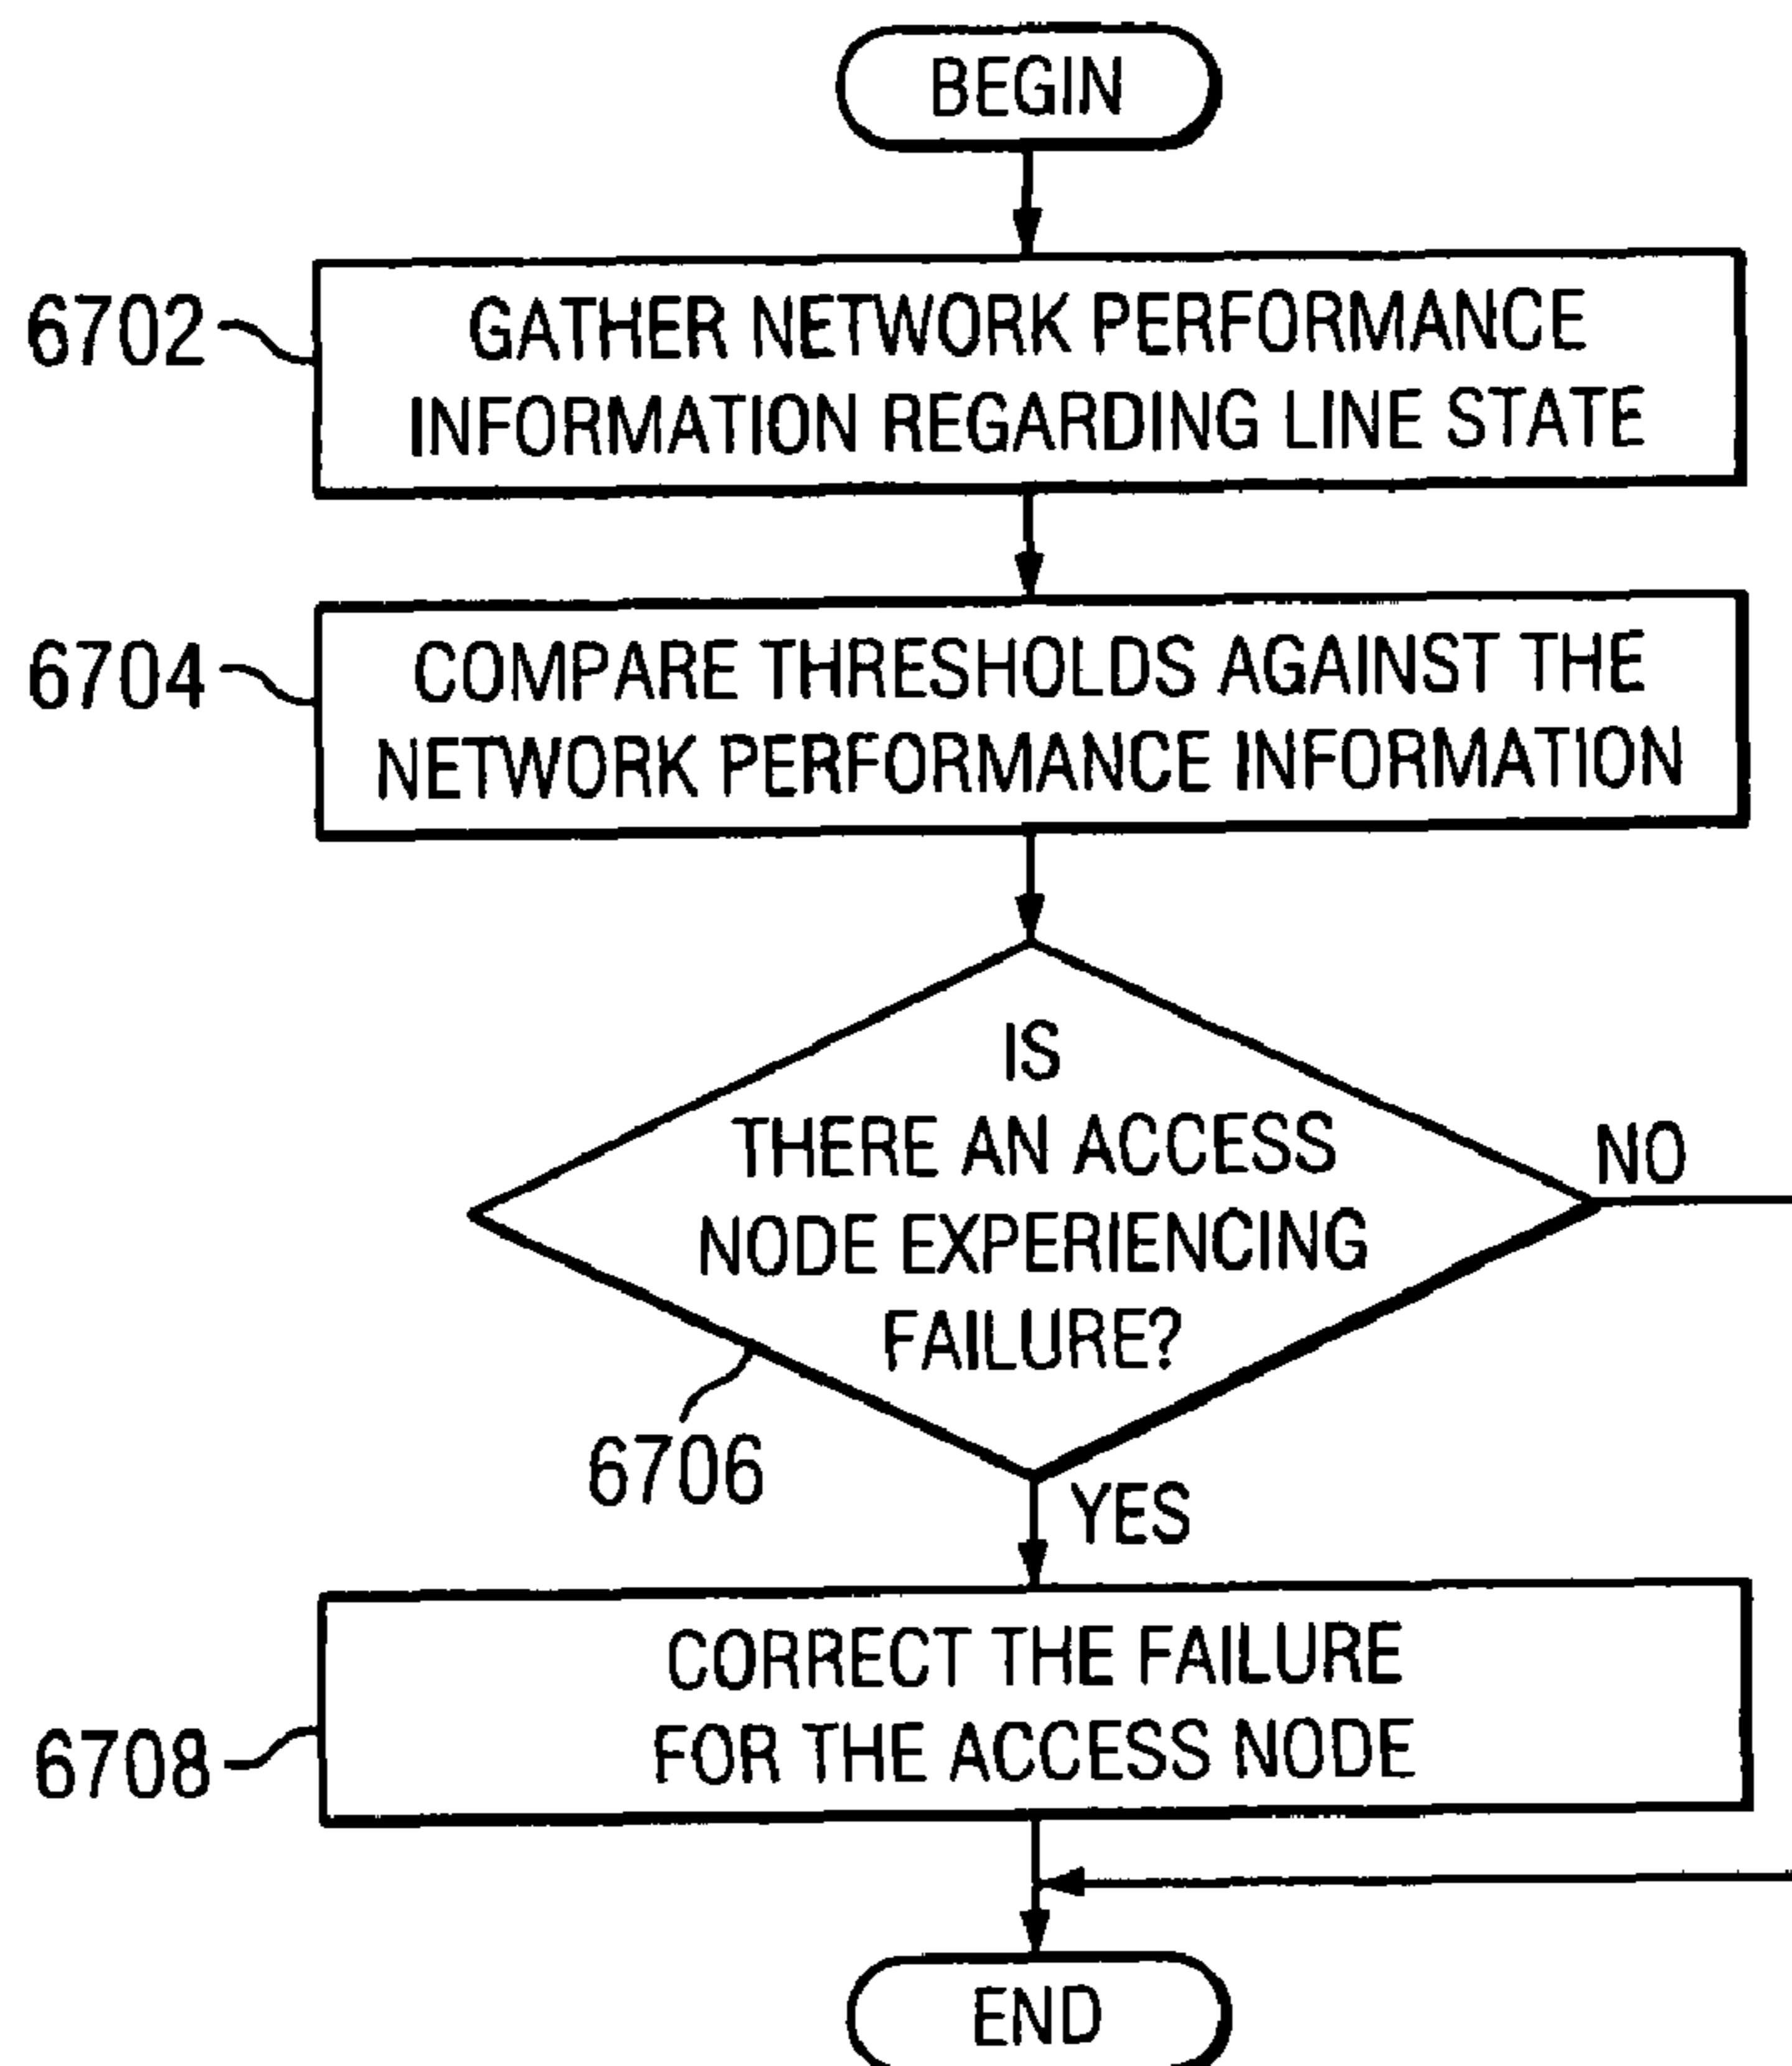 BEGIN
6702
GATHER NETWORK PERFORMANCE
INFORMATION REGARDING LINE STATE
6704
COMPARE THRESHOLDS AGAINST THE
NETWORK PERFORMANCE INFORMATION
IS
THERE AN ACCESS
NODE EXPERIENCING
FAILURE?
NO
6706
YES
6708
CORRECT THE FAILURE
FOR THE ACCESS NODE
END